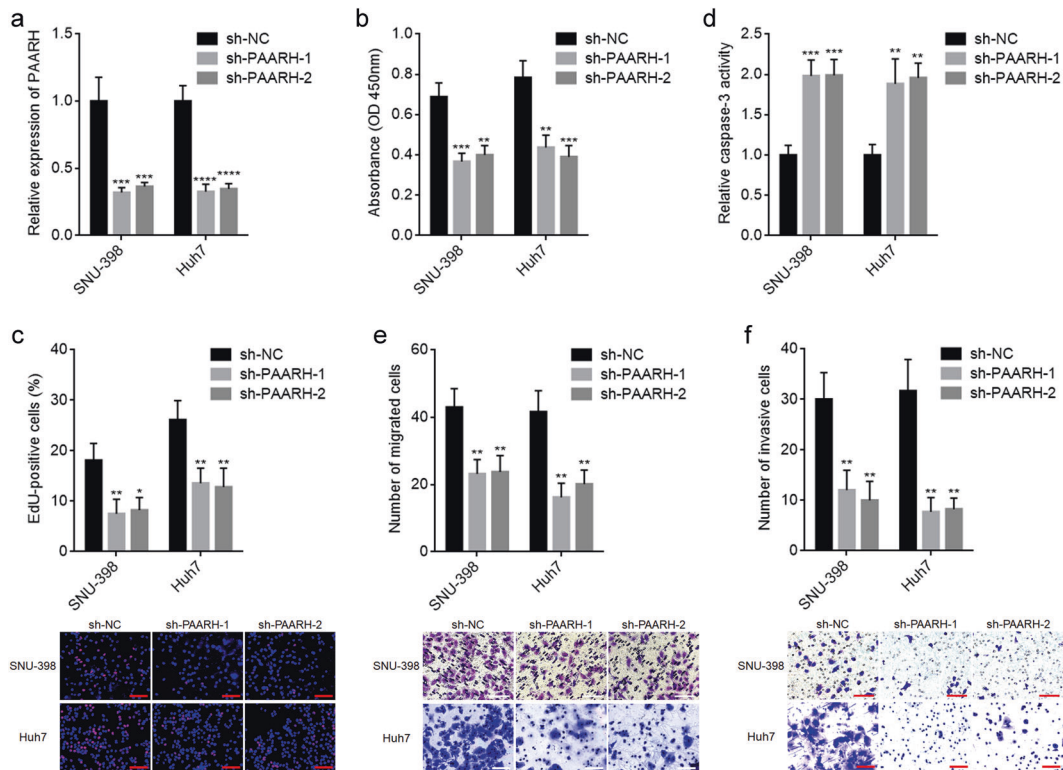 a
Relative expression of PAARH
1.5
1.0
0.5
0.0
sh-NC
sh-PAARH-1
sh-PAARH-2
*** ***
**** ****
SNU-398
Huh7
b
Absorbance (OD 450nm)
1.0
0.8
0.6
0.4
0.2
0.0
sh-NC
sh-PAARH-1
sh-PAARH-2
*** **
** ***
SNU-398
Huh7
d
Relative caspase-3 activity
2.5
2.0
1.5
1.0
0.5
0.0
sh-NC
sh-PAARH-1
sh-PAARH-2
*** ***
** **
SNU-398
Huh7
c
EdU-positive cells (%)
40
30
20
10
0
sh-NC
sh-PAARH-1
sh-PAARH-2
** *
** **
SNU-398
Huh7
sh-NC sh-PAARH-1 sh-PAARH-2
SNU-398
Huh7
e
Number of migrated cells
60
40
20
0
sh-NC
sh-PAARH-1
sh-PAARH-2
** **
** **
SNU-398
Huh7
sh-NC sh-PAARH-1 sh-PAARH-2
SNU-398
Huh7
f
Number of invasive cells
40
30
20
10
0
sh-NC
sh-PAARH-1
sh-PAARH-2
** **
** **
SNU-398
Huh7
sh-NC sh-PAARH-1 sh-PAARH-2
SNU-398
Huh7